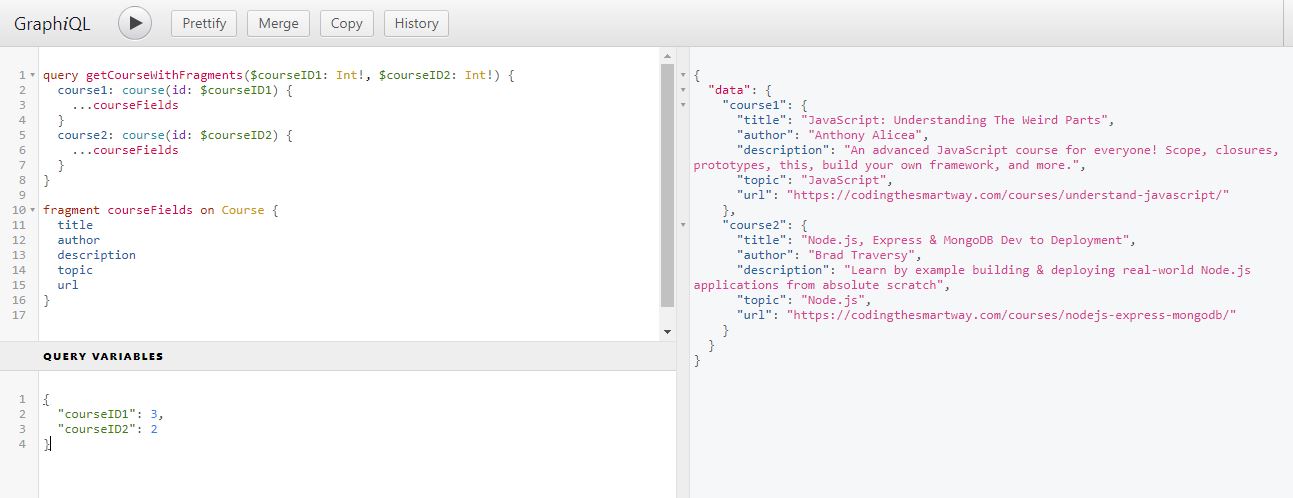 GraphiQL Prettify Merge Copy History
1 query getCourseWithFragments($courseID1: Int!, $courseID2: Int!) {
2 course1: course(id: $courseID1) {
3 ...courseFields
4 }
5 course2: course(id: $courseID2) {
6 ...courseFields
7 }
8 }
9
10 fragment courseFields on Course {
11 title
12 author
13 description
14 topic
15 url
16 }
17
QUERY VARIABLES
1 {
2 "courseID1": 3,
3 "courseID2": 2
4 }
{
"data": {
"course1": {
"title": "JavaScript: Understanding The Weird Parts",
"author": "Anthony Alicea",
"description": "An advanced JavaScript course for everyone! Scope, closures,
prototypes, this, build your own framework, and more.",
"topic": "JavaScript",
"url": "https://codingthesmartway.com/courses/understand-javascript/"
},
"course2": {
"title": "Node.js, Express & MongoDB Dev to Deployment",
"author": "Brad Traversy",
"description": "Learn by example building & deploying real-world Node.js
applications from absolute scratch",
"topic": "Node.js",
"url": "https://codingthesmartway.com/courses/nodejs-express-mongodb/"
}
}
}